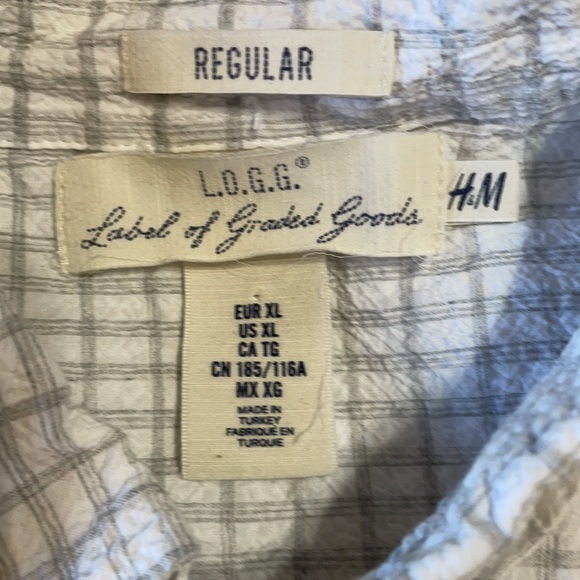 REGULAR
L.O.G.G.®
Label of Graded Goods
H&M
EUR XL
US XL
CA TG
CN 185/116A
MX XG
MADE IN
TURKEY
FABRIQUÉ EN
TURQUIE